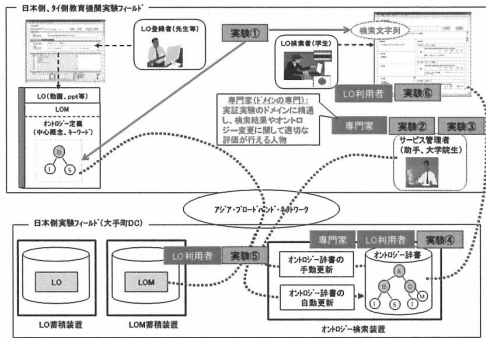 日本側、タイ側教育機関実験フィールド
LO登録者(先生等)
実験①
LO検索者(学生)
検索文字列
LO利用者 実験⑥
LO(動画、ppt等)
LOM
オントロジー定義
(中心概念、キーワード)
B
I
S
専門家(ドメインの専門):
実証実験のドメインに精通
し、検索結果やオントロ
ジー変更に関して適切な
評価が行える人物
専門家 実験② 実験③
サービス管理者
(助手、大学院生)
アジア・ブロードバンド・ネットワーク
日本側実験フィールド(大手町DC)
LO
LO蓄積装置
LOM
LOM蓄積装置
LO利用者 実験⑤
専門家 LO利用者 実験④
オントロジー辞書の
手動更新
オントロジー辞書の
自動更新
オントロジー辞書
A
B
C
I
S
I
M
オントロジー検索装置